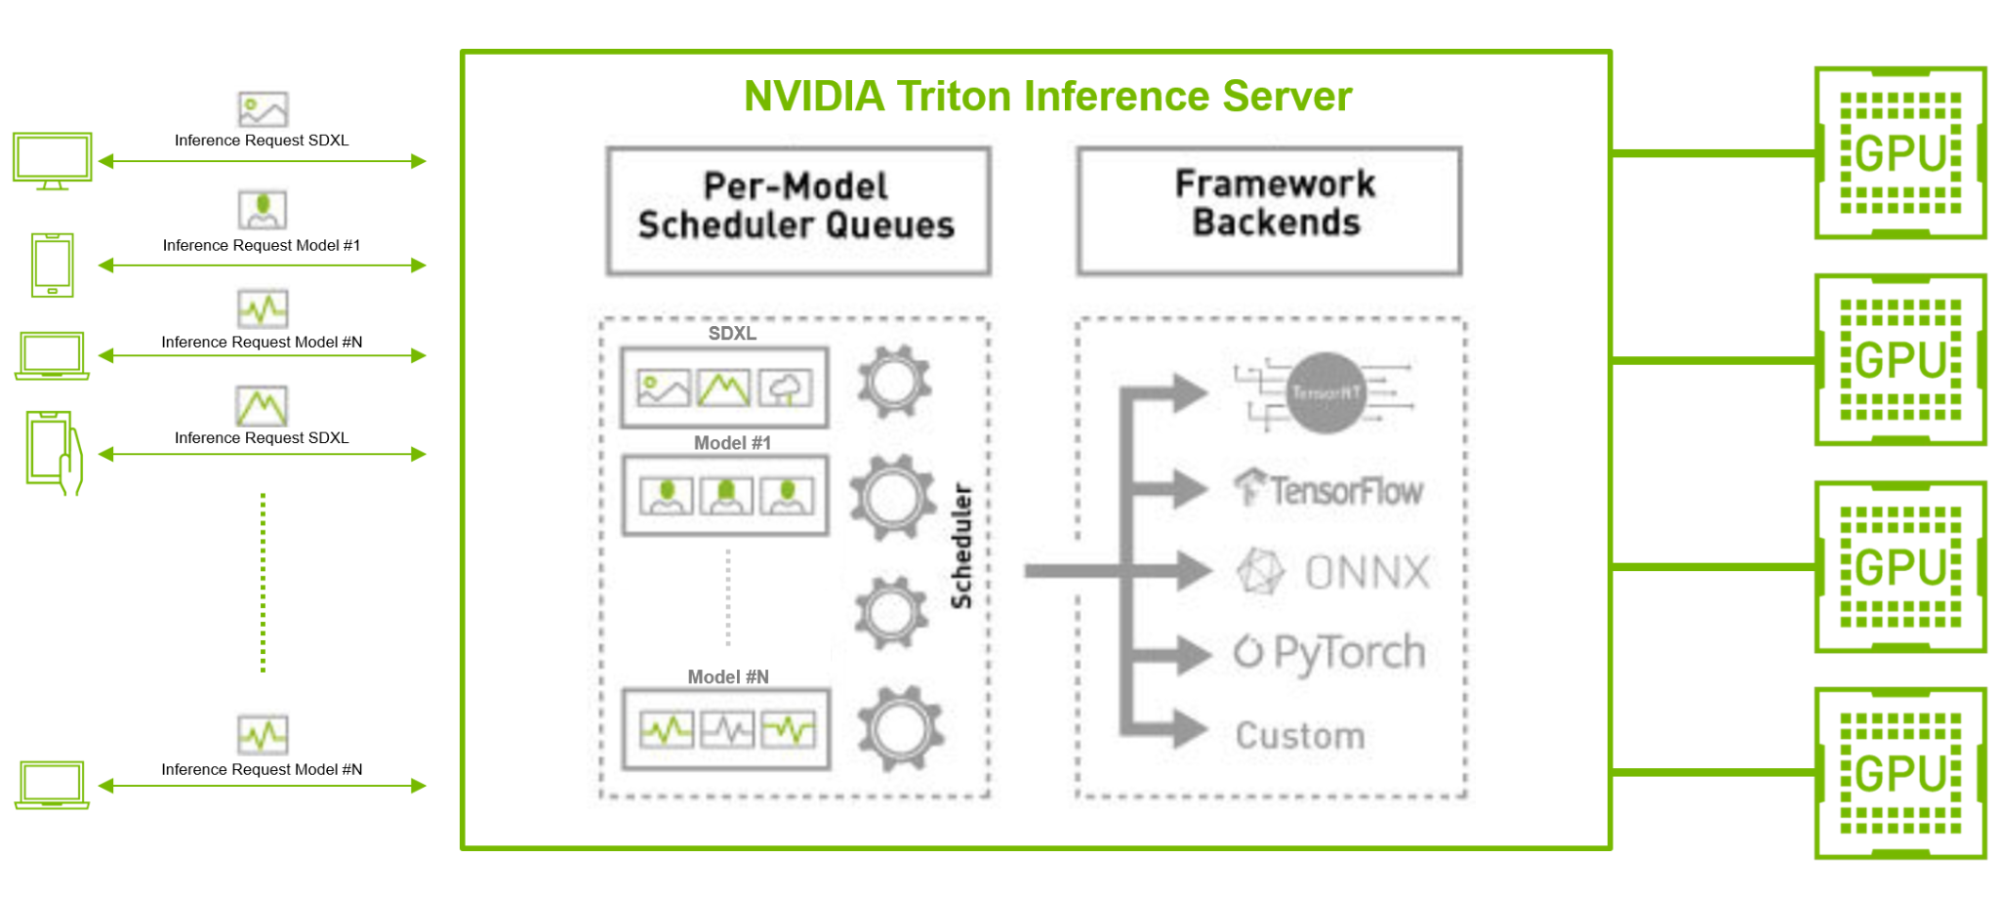 NVIDIA Triton Inference Server
Inference Request SDXL
Inference Request Model #1
Inference Request Model #N
Inference Request SDXL
Inference Request Model #N
Per-Model
Scheduler Queues
SDXL
Model #1
Model #N
Scheduler
Framework
Backends
TensorRT
TensorFlow
ONNX
PyTorch
Custom
GPU
GPU
GPU
GPU